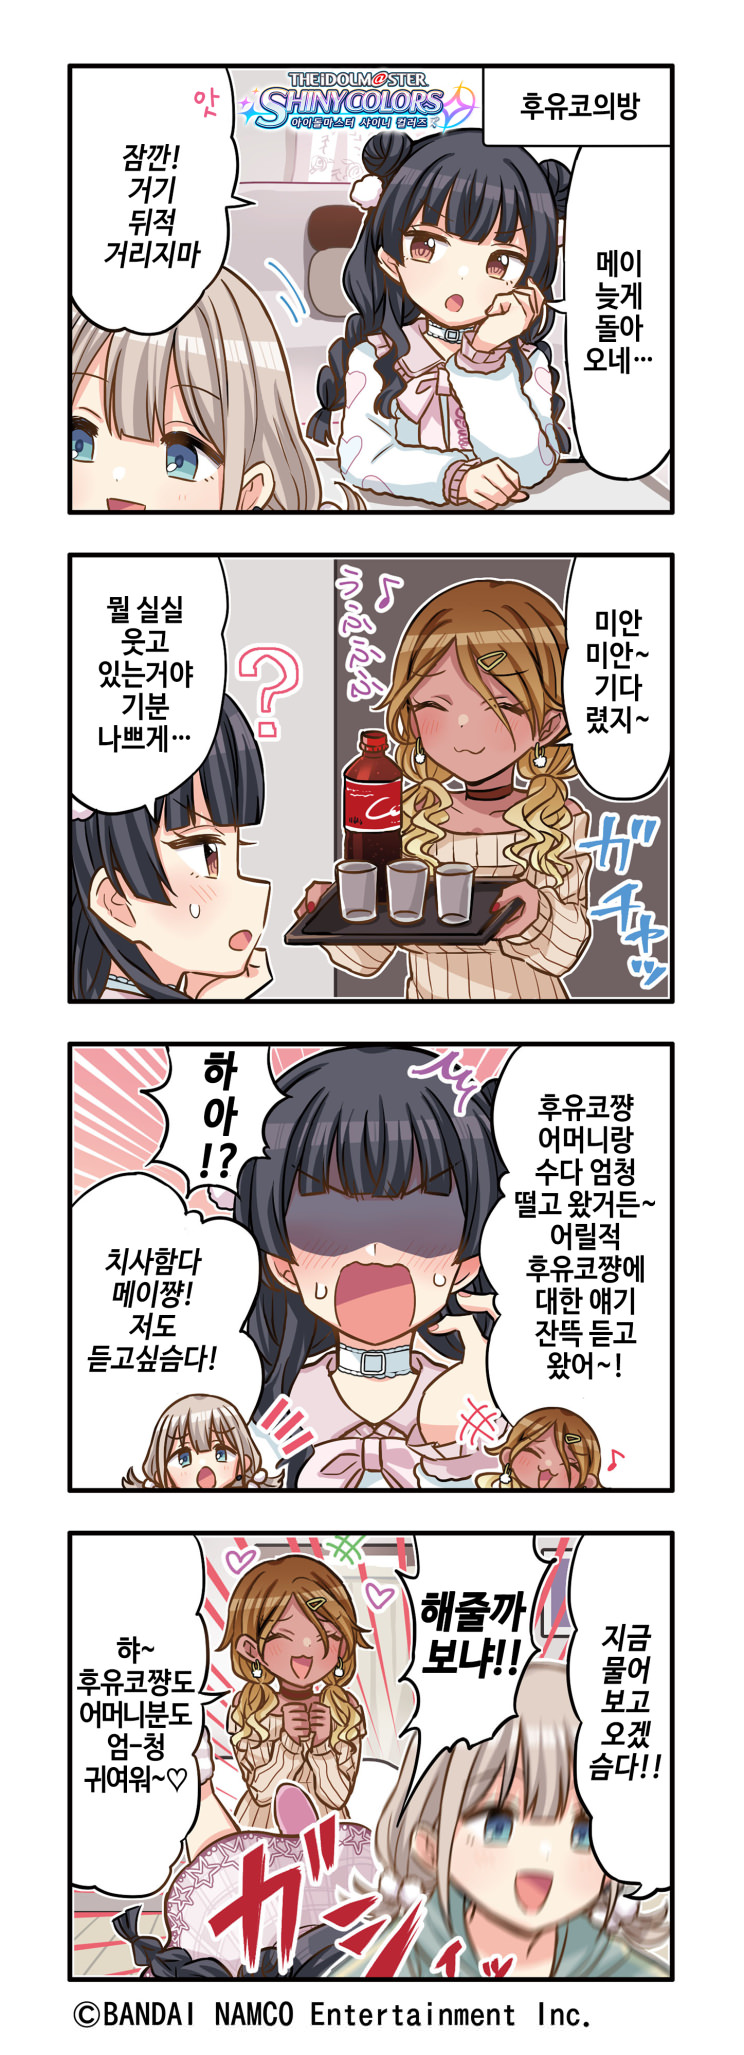 THE iDOLM@STER
SHINYCOLORS
아이돌마스터 샤이니 컬러즈
후유코의방
메이
늦게
돌아
오네…
앗
잠깐!
거기
뒤적
거리지마
미안
미안~
기다
렸지~
ガチャッ
うふふふふ♪
뭘 실실
웃고
있는거야
기분
나쁘게…
?
후유코쨩
어머니랑
수다 엄청
떨고 왔거든~
어릴적
후유코쨩에
대한 얘기
잔뜩 듣고
왔어~!
♪
하
아
!?
치사함다
메이쨩!
저도
듣고싶슴다!
지금
물어
보고
오겠
슴다!!
해줄까
보냐!!
햐~
후유코쨩도
어머니분도
엄-청
귀여워~♡
ガシィッ
©BANDAI NAMCO Entertainment Inc.